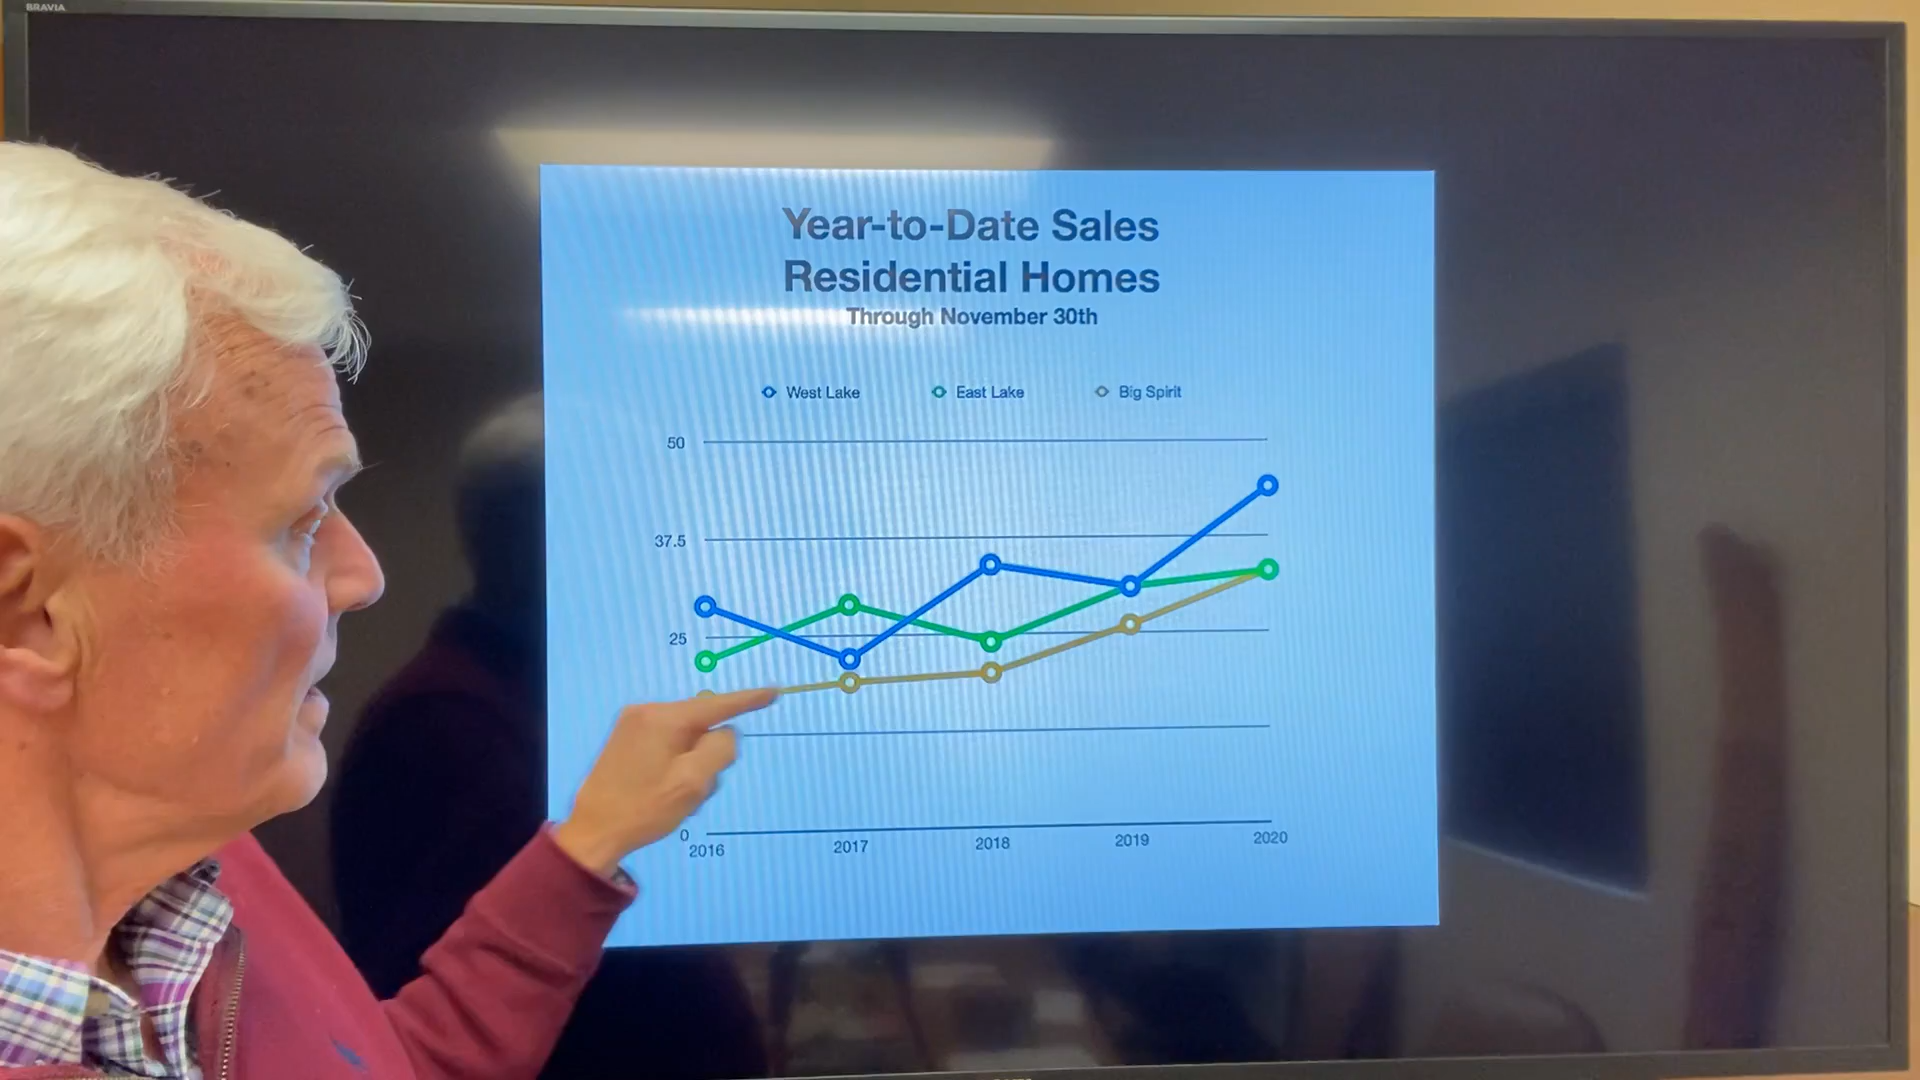 BRAVIA
Year-to-Date Sales
Residential Homes
Through November 30th
West Lake East Lake Big Spirit
50
37.5
25
0
2016 2017 2018 2019 2020